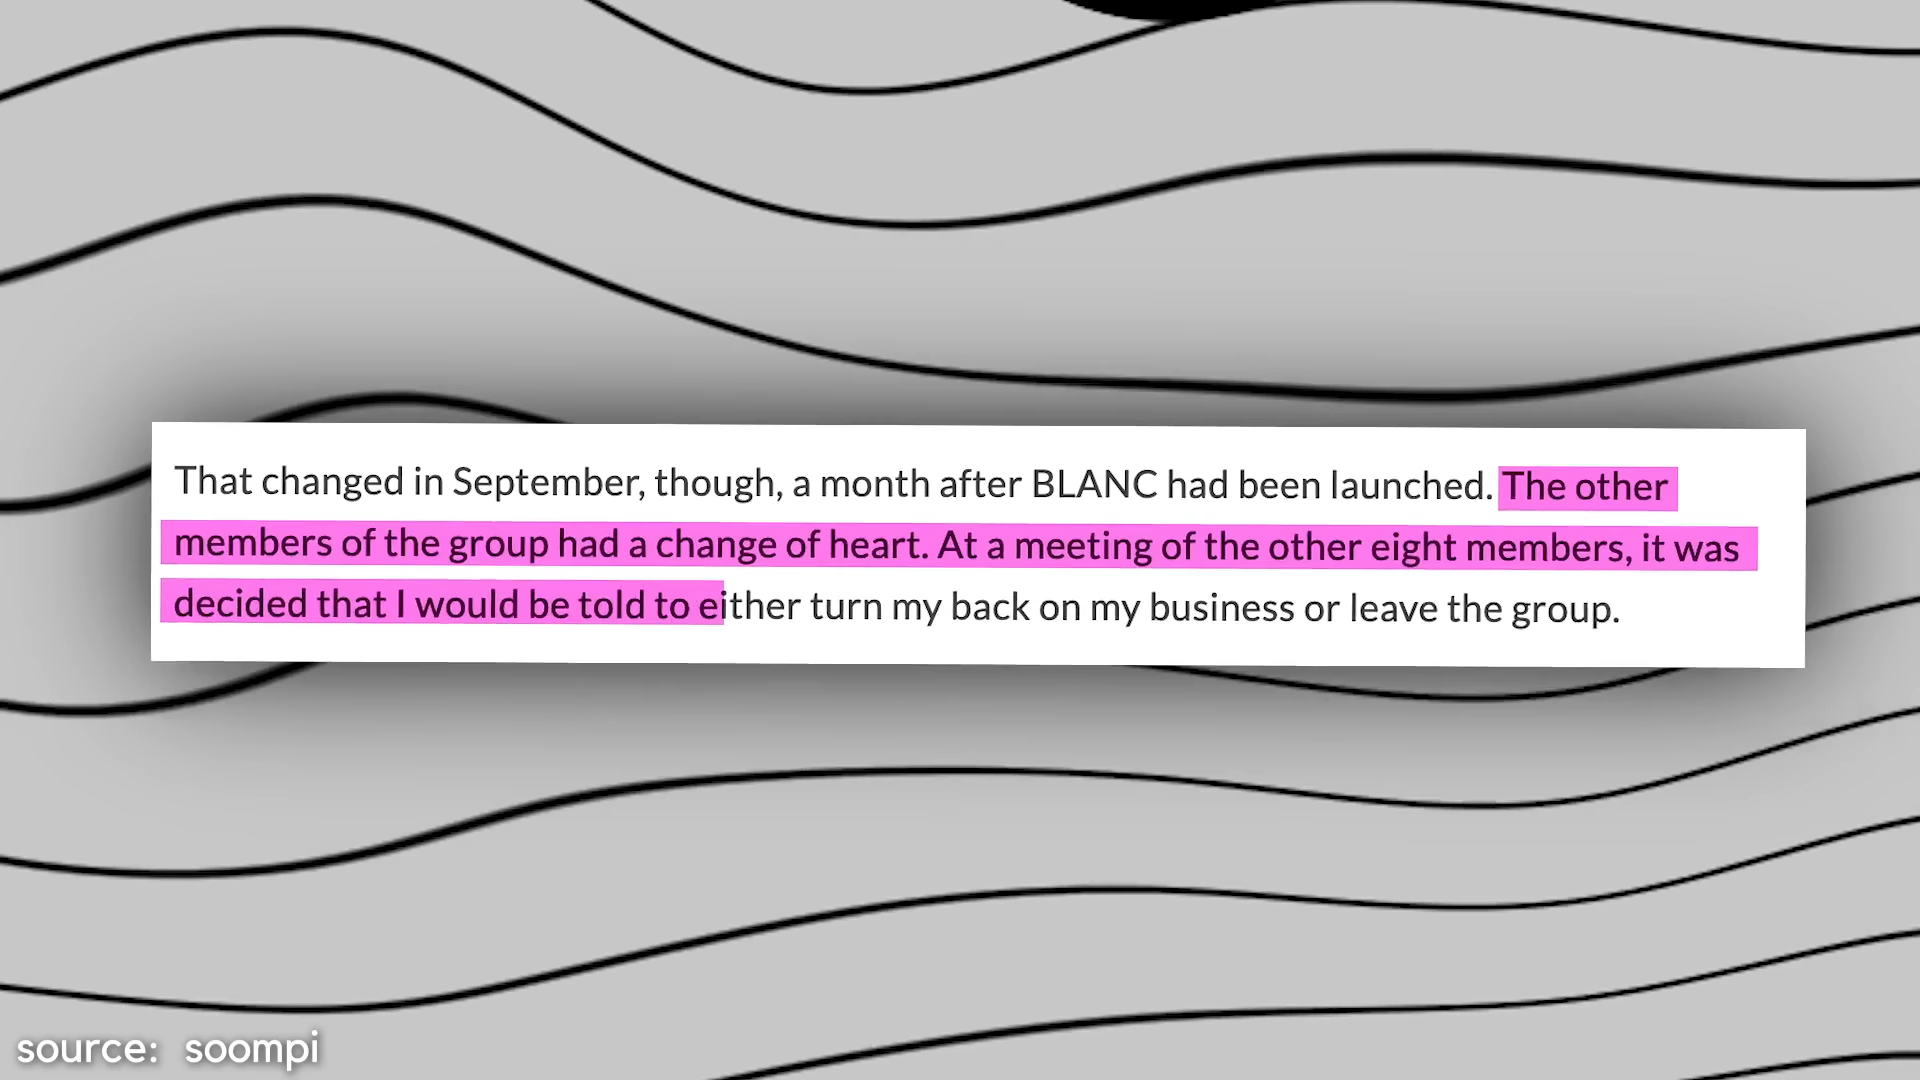 That changed in September, though, a month after BLANC had been launched. The other
members of the group had a change of heart. At a meeting of the other eight members, it was
decided that I would be told to either turn my back on my business or leave the group.
source: soompi